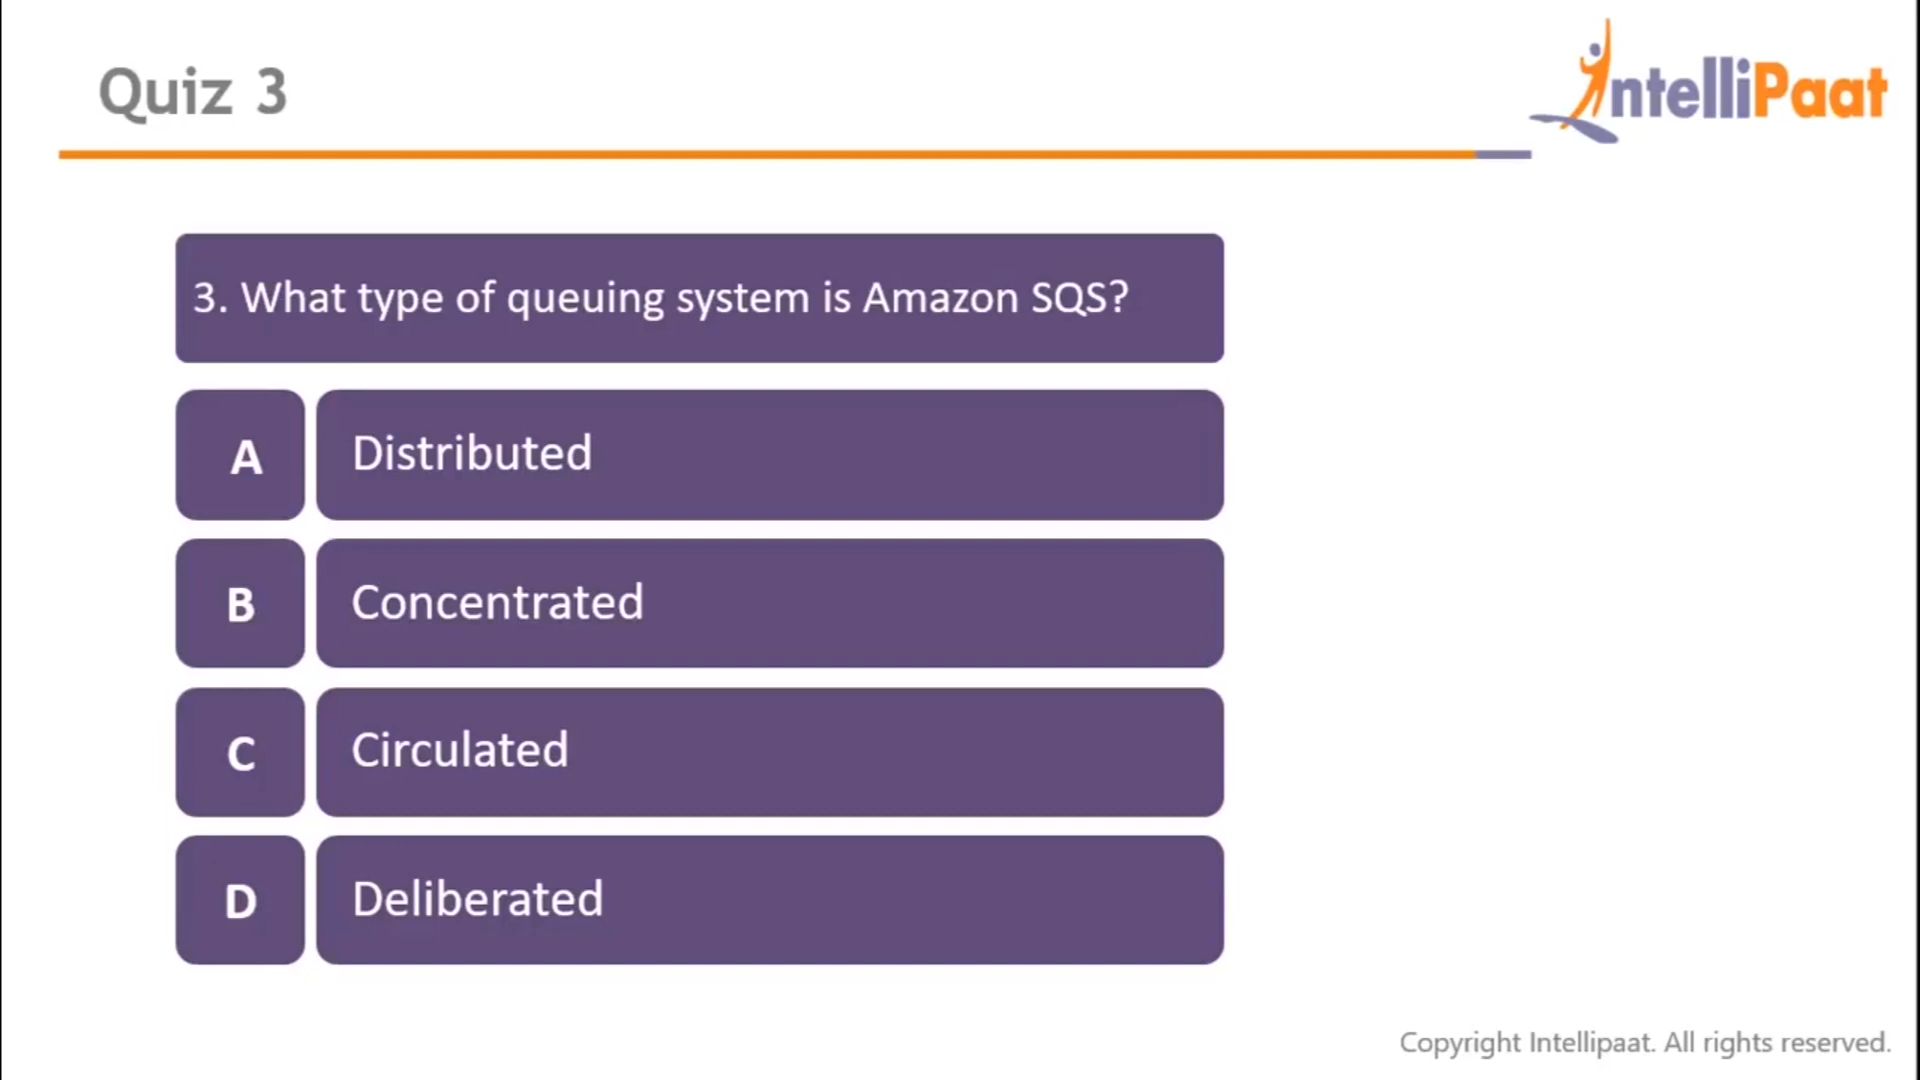 Quiz 3
IntelliPaat
3. What type of queuing system is Amazon SQS?
A Distributed
B Concentrated
C Circulated
D Deliberated
Copyright Intellipaat. All rights reserved.